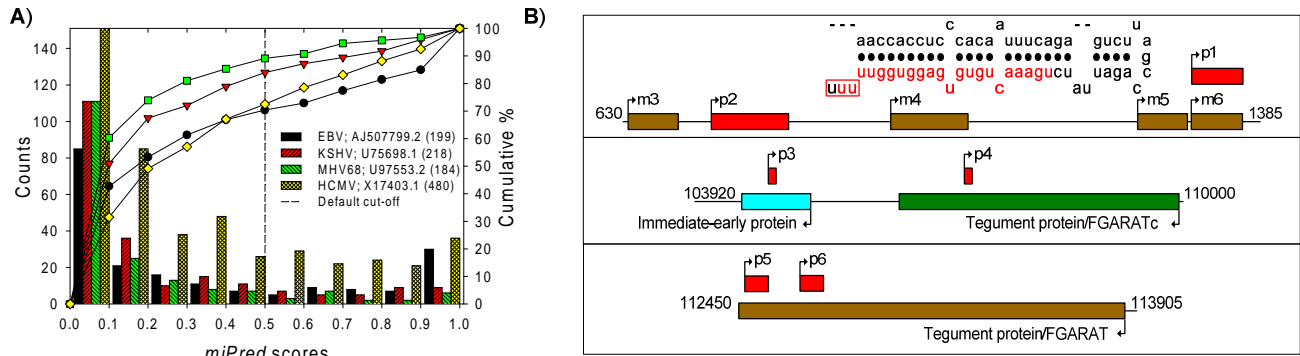 A)
Counts
140
120
100
80
60
40
20
0
100
90
80
70
60
50
40
30
20
10
0
Cumulative %
EBV; AJ507799.2 (199)
KSHV; U75698.1 (218)
MHV68; U97553.2 (184)
HCMV; X17403.1 (480)
Default cut-off
0.0 0.1 0.2 0.3 0.4 0.5 0.6 0.7 0.8 0.9 1.0
miPred scores
B)
--- c a -- u
aaccaccuc caca uuucaga gucu a
g
uugguggag gugu aaagucu uaga c
uuu u c au c
p1
630 m3 p2 m4 m5 m6 1385
p3 p4
103920 110000
Immediate-early protein Tegument protein/FGARATc
p5 p6
112450 113905
Tegument protein/FGARAT